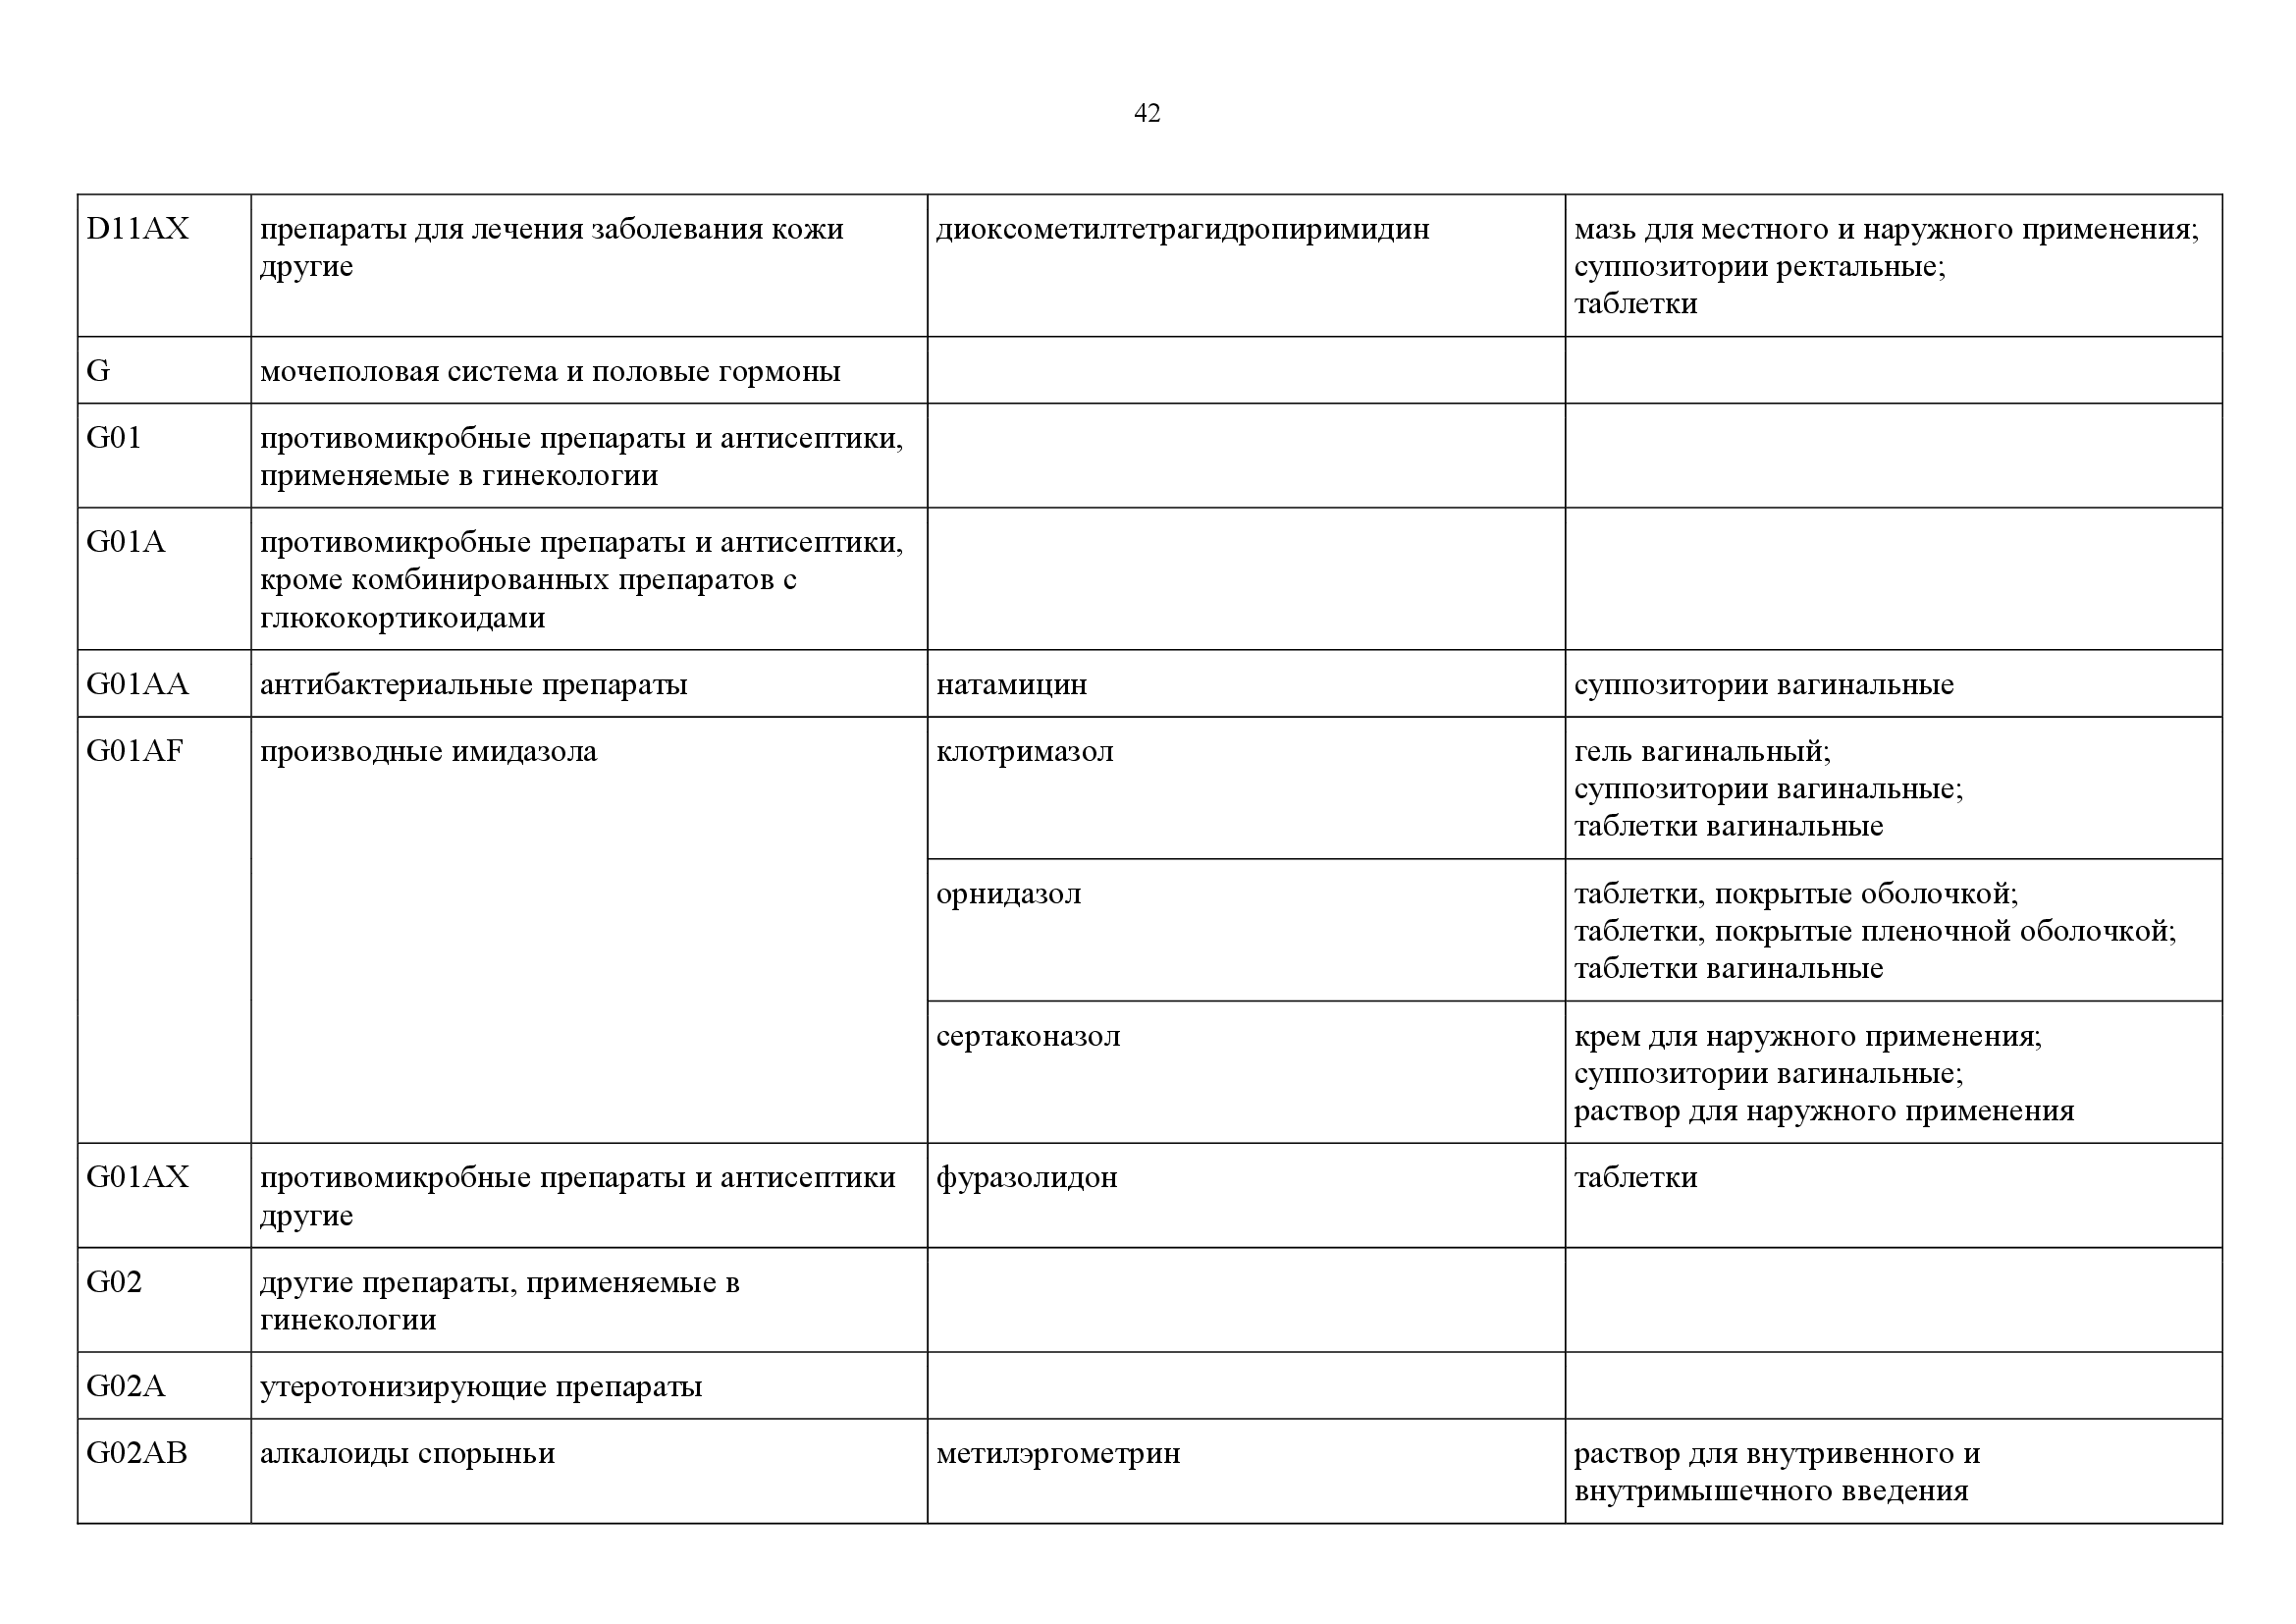 42
D11AX
препараты для лечения заболевания кожи
другие
диоксометилтетрагидропиримидин
мазь для местного и наружного применения;
суппозитории ректальные;
таблетки
G
мочеполовая система и половые гормоны
G01
противомикробные препараты и антисептики,
применяемые в гинекологии
G01A
противомикробные препараты и антисептики,
кроме комбинированных препаратов с
глюкокортикоидами
G01AA
антибактериальные препараты
натамицин
суппозитории вагинальные
G01AF
производные имидазола
клотримазол
гель вагинальный;
суппозитории вагинальные;
таблетки вагинальные
орнидазол
таблетки, покрытые оболочкой;
таблетки, покрытые пленочной оболочкой;
таблетки вагинальные
сертаконазол
крем для наружного применения;
суппозитории вагинальные;
раствор для наружного применения
G01AX
противомикробные препараты и антисептики
другие
фуразолидон
таблетки
G02
другие препараты, применяемые в
гинекологии
G02A
утеротонизирующие препараты
G02AB
алкалоиды спорыньи
метилэргометрин
раствор для внутривенного и
внутримышечного введения